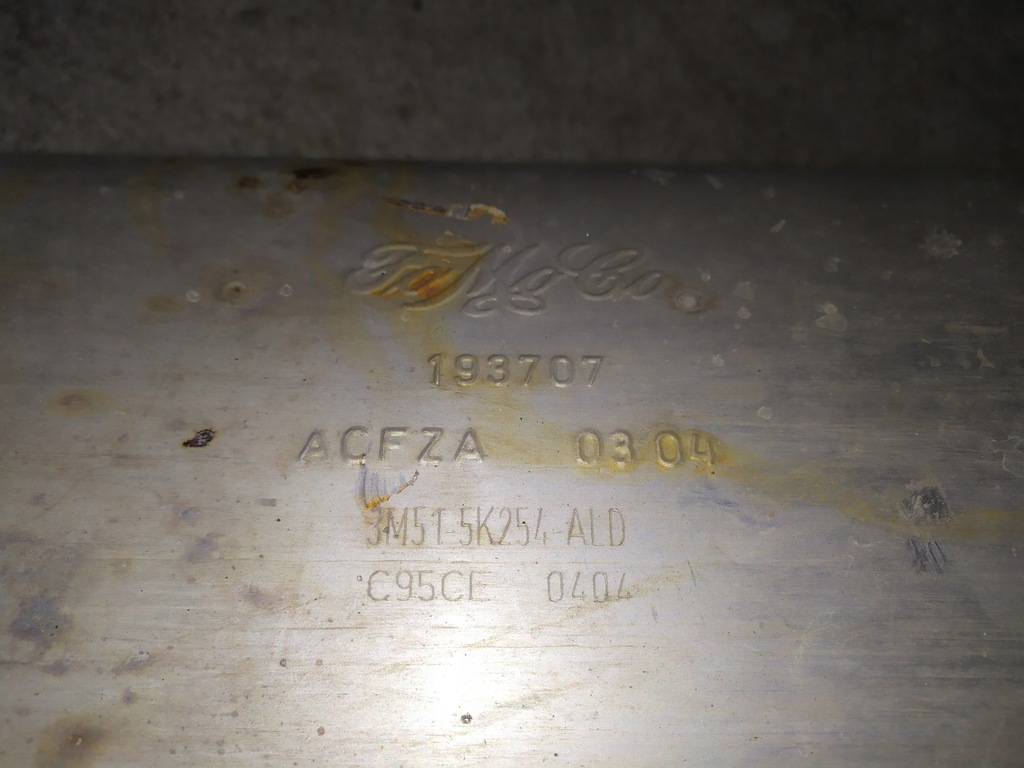 FoMoCo
193707
ACFZA 03 04
3M51 5K254-ALD
C95CE 0404